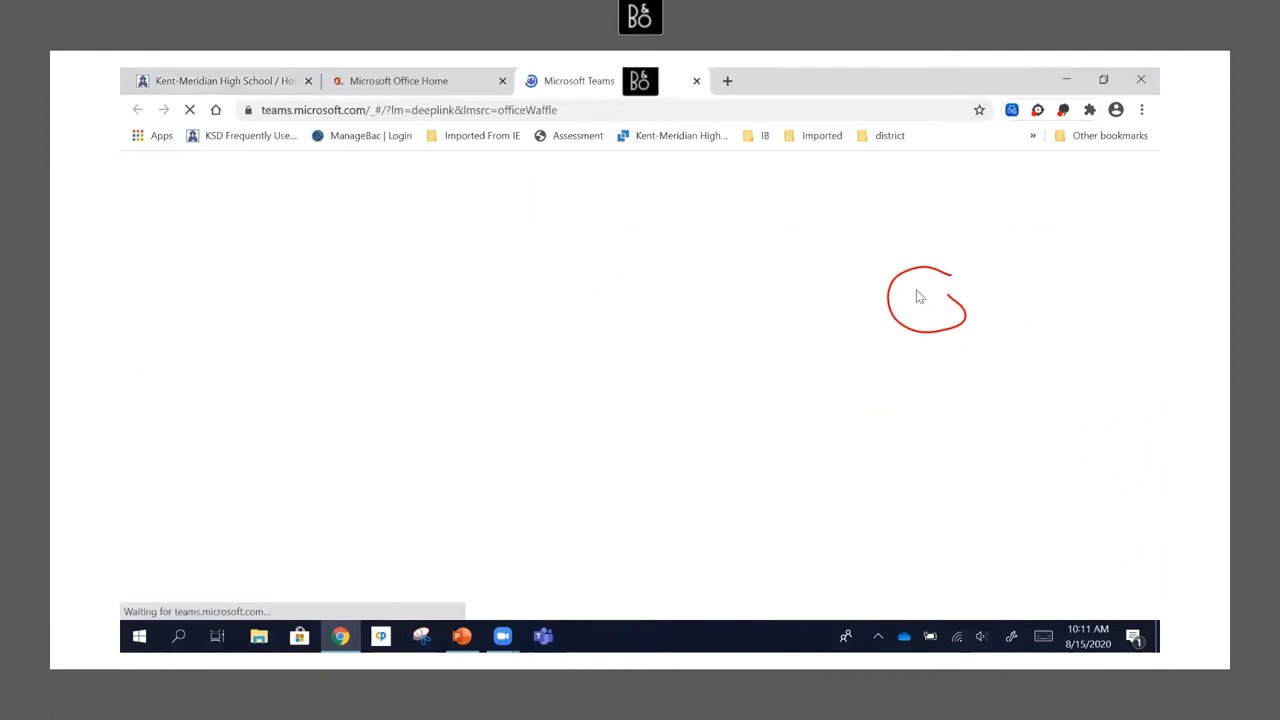 B&O
Kent-Meridian High School / Ho
Microsoft Office Home
Microsoft Teams
B&O
teams.microsoft.com/_#/?lm=deeplink&lmsrc=officeWaffle
Apps
KSD Frequently Use...
ManageBac | Login
Imported From IE
Assessment
Kent-Meridian High...
IB
Imported
district
»
Other bookmarks
Waiting for teams.microsoft.com...
10:11 AM
8/15/2020
1